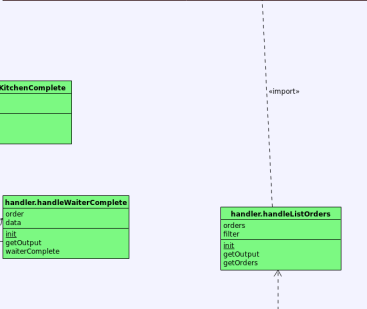 «import»
KitchenComplete
handler.handleWaiterComplete
order
data
init
getOutput
waiterComplete
handler.handleListOrders
orders
filter
init
getOutput
getOrders